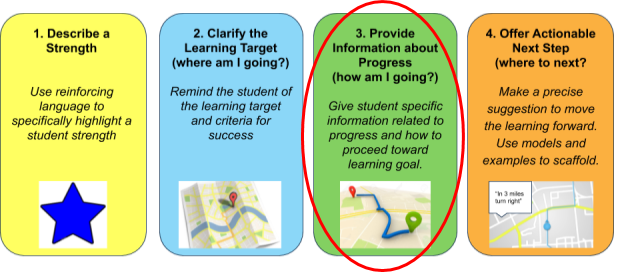 1. Describe a
Strength
Use reinforcing
language to
specifically highlight a
student strength
2. Clarify the
Learning Target
(where am I going?)
Remind the student of
the learning target
and criteria for
success
3. Provide
Information about
Progress
(how am I going?)
Give student specific
information related to
progress and how to
proceed toward
learning goal.
4. Offer Actionable
Next Step
(where to next?
Make a precise
suggestion to move
the learning forward.
Use models and
examples to scaffold.
"In 3 miles
turn right"